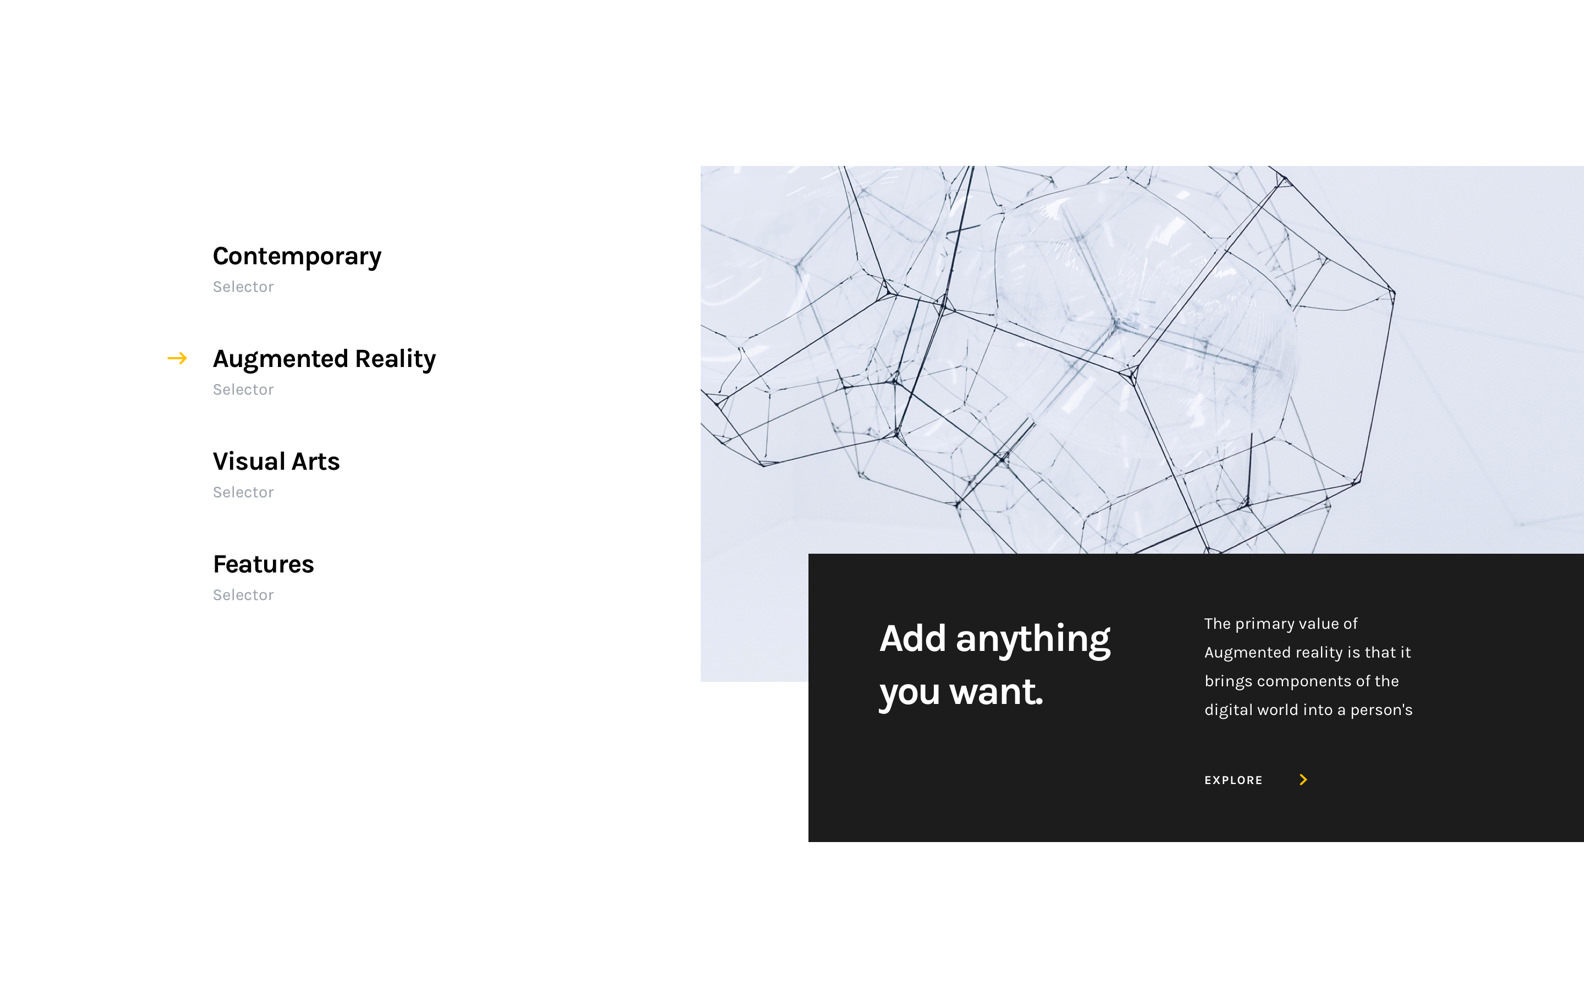 Contemporary
Selector
Augmented Reality
Selector
Visual Arts
Selector
Features
Selector
Add anything
you want.
The primary value of
Augmented reality is that it
brings components of the
digital world into a person's
EXPLORE